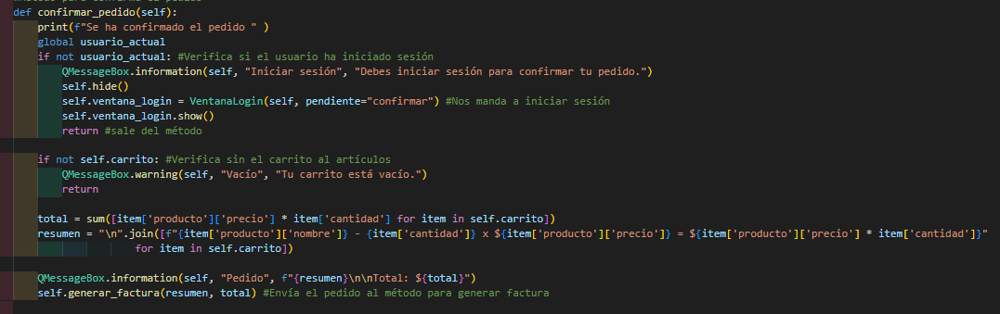 def confirmar_pedido(self):
print(f"Se ha confirmado el pedido " )
global usuario_actual
if not usuario_actual: #Verifica si el usuario ha iniciado sesión
QMessageBox.information(self, "Iniciar sesión", "Debes iniciar sesión para confirmar tu pedido.")
self.hide()
self.ventana_login = VentanaLogin(self, pendiente="confirmar") #Nos manda a iniciar sesión
self.ventana_login.show()
return #sale del método
if not self.carrito: #Verifica sin el carrito al artículos
QMessageBox.warning(self, "Vacío", "Tu carrito está vacío.")
return
total = sum([item['producto']['precio'] * item['cantidad'] for item in self.carrito])
resumen = "\n".join([f"{item['producto']['nombre']} - {item['cantidad']} x ${item['producto']['precio']} = ${item['producto']['precio'] * item['cantidad']}"
for item in self.carrito])
QMessageBox.information(self, "Pedido", f"{resumen}\n\nTotal: ${total}")
self.generar_factura(resumen, total) #Envía el pedido al método para generar factura